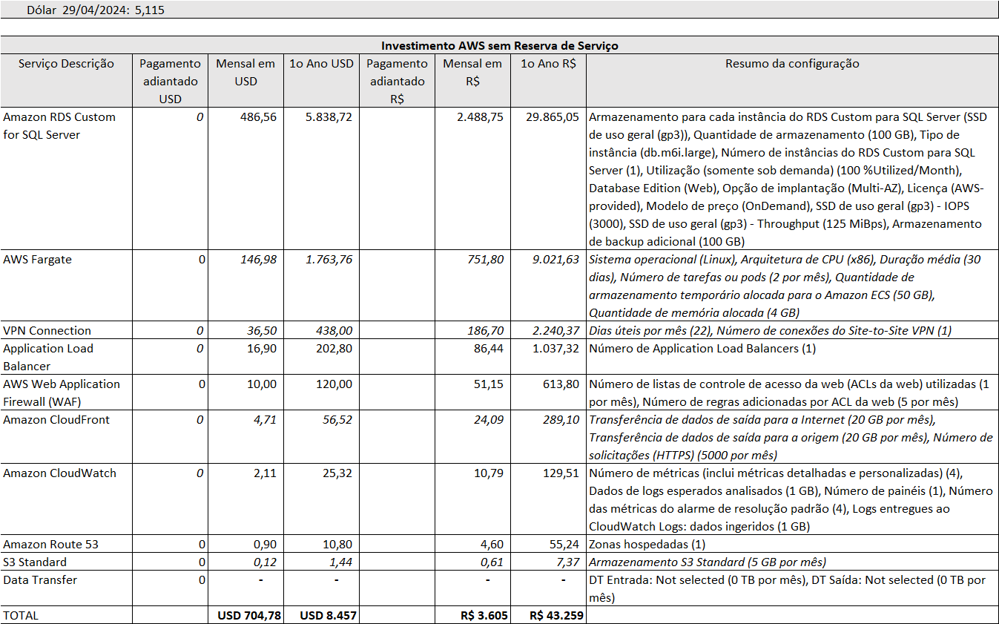 Dólar 29/04/2024: 5,115
Investimento AWS sem Reserva de Serviço
Serviço Descrição Pagamento adiantado USD Mensal em USD 1o Ano USD Pagamento adiantado R$ Mensal em R$ 1o Ano R$ Resumo da configuração
Amazon RDS Custom for SQL Server 0 486,56 5.838,72 2.488,75 29.865,05 Armazenamento para cada instância do RDS Custom para SQL Server (SSD
de uso geral (gp3)), Quantidade de armazenamento (100 GB), Tipo de
instância (db.m6i.large), Número de instâncias do RDS Custom para SQL
Server (1), Utilização (somente sob demanda) (100 %Utilized/Month),
Database Edition (Web), Opção de implantação (Multi-AZ), Licença (AWS-
provided), Modelo de preço (OnDemand), SSD de uso geral (gp3) - IOPS
(3000), SSD de uso geral (gp3) - Throughput (125 MiBps), Armazenamento
de backup adicional (100 GB)
AWS Fargate 0 146,98 1.763,76 751,80 9.021,63 Sistema operacional (Linux), Arquitetura de CPU (x86), Duração média (30
dias), Número de tarefas ou pods (2 por mês), Quantidade de
armazenamento temporário alocada para o Amazon ECS (50 GB),
Quantidade de memória alocada (4 GB)
VPN Connection 0 36,50 438,00 186,70 2.240,37 Dias úteis por mês (22), Número de conexões do Site-to-Site VPN (1)
Application Load Balancer 0 16,90 202,80 86,44 1.037,32 Número de Application Load Balancers (1)
AWS Web Application Firewall (WAF) 0 10,00 120,00 51,15 613,80 Número de listas de controle de acesso da web (ACLs da web) utilizadas (1
por mês), Número de regras adicionadas por ACL da web (5 por mês)
Amazon CloudFront 0 4,71 56,52 24,09 289,10 Transferência de dados de saída para a Internet (20 GB por mês),
Transferência de dados de saída para a origem (20 GB por mês), Número de
solicitações (HTTPS) (5000 por mês)
Amazon CloudWatch 0 2,11 25,32 10,79 129,51 Número de métricas (inclui métricas detalhadas e personalizadas) (4),
Dados de logs esperados analisados (1 GB), Número de painéis (1), Número
das métricas do alarme de resolução padrão (4), Logs entregues ao
CloudWatch Logs: dados ingeridos (1 GB)
Amazon Route 53 0 0,90 10,80 4,60 55,24 Zonas hospedadas (1)
S3 Standard 0 0,12 1,44 0,61 7,37 Armazenamento S3 Standard (5 GB por mês)
Data Transfer 0 - - - - DT Entrada: Not selected (0 TB por mês), DT Saída: Not selected (0 TB por
mês)
TOTAL USD 704,78 USD 8.457 R$ 3.605 R$ 43.259